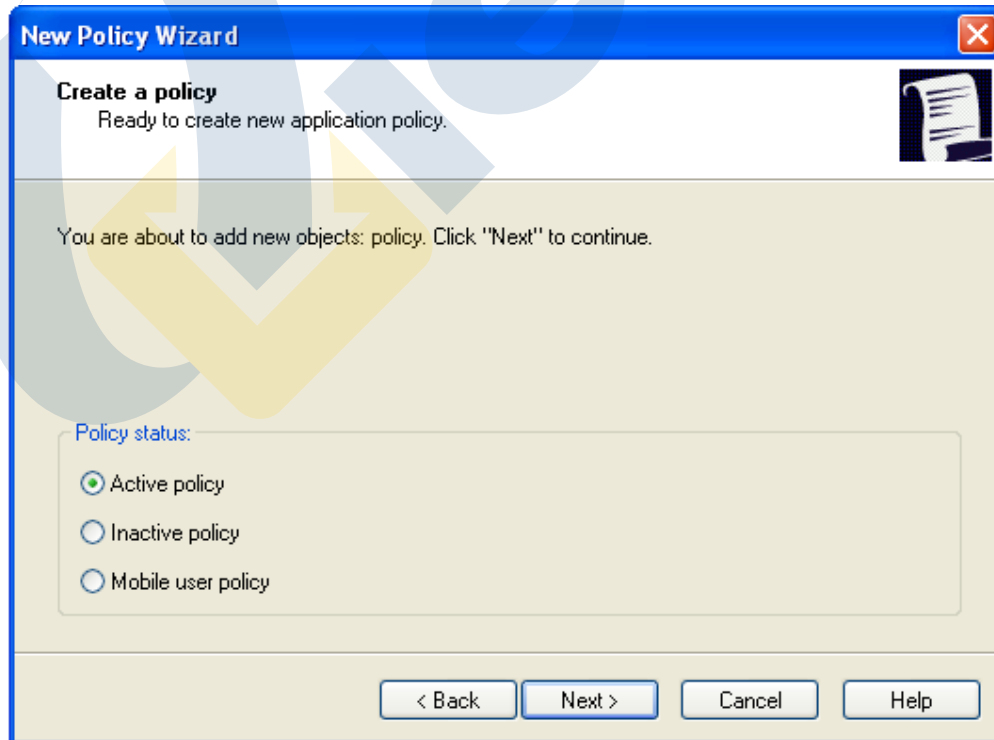 New Policy Wizard
Create a policy
Ready to create new application policy.
You are about to add new objects: policy. Click "Next" to continue.
Policy status:
Active policy
Inactive policy
Mobile user policy
< Back
Next >
Cancel
Help